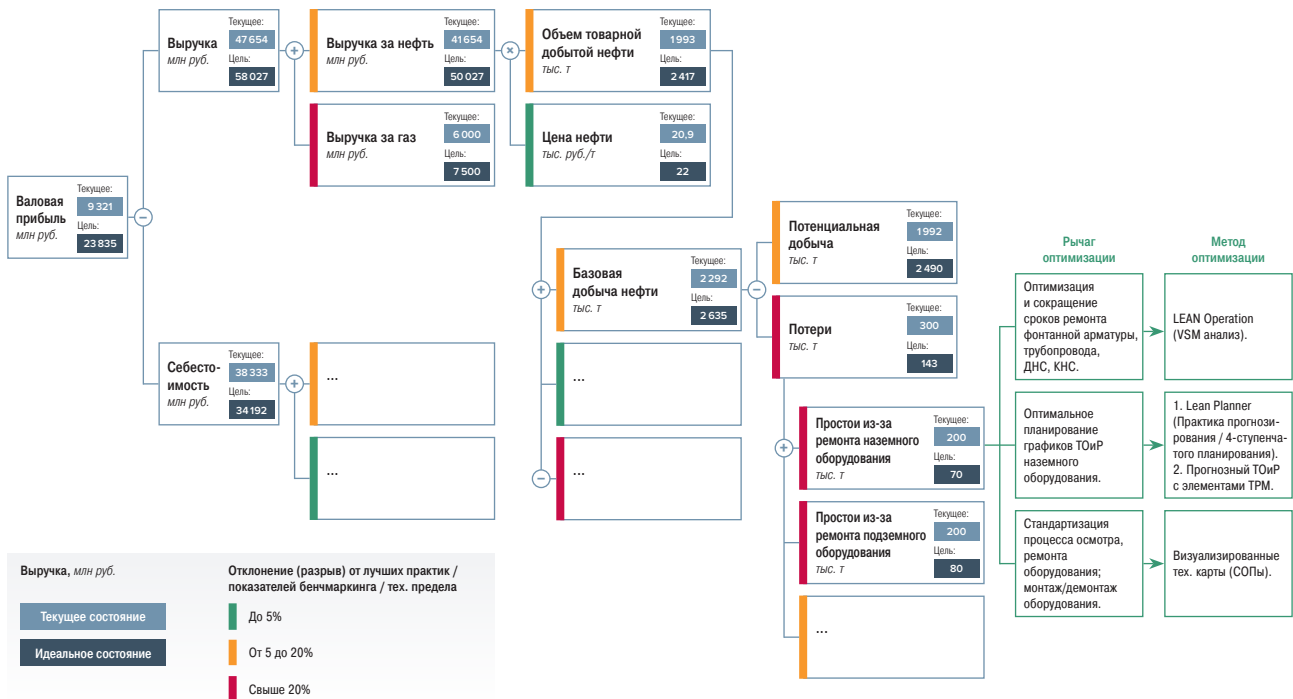 Валовая
прибыль
млн руб.
Текущее:
9 321
Цель:
23 835
Выручка
млн руб.
Текущее:
47 654
Цель:
58 027
Выручка за нефть
млн руб.
Текущее:
41 654
Цель:
50 027
Объем товарной
добытой нефти
тыс. т
Текущее:
1993
Цель:
2 417
Выручка за газ
млн руб.
Текущее:
6 000
Цель:
7 500
Цена нефти
тыс. руб./т
Текущее:
20,9
Цель:
22
Себесто-
имость
млн руб.
Текущее:
38 333
Цель:
34 192
...
...
Базовая
добыча нефти
тыс. т
Текущее:
2 292
Цель:
2 635
...
...
Потенциальная
добыча
тыс. т
Текущее:
1992
Цель:
2 490
Потери
тыс. т
Текущее:
300
Цель:
143
Простои из-за
ремонта наземного
оборудования
тыс. т
Текущее:
200
Цель:
70
Простои из-за
ремонта подземного
оборудования
тыс. т
Текущее:
200
Цель:
80
...
Рычаг
оптимизации
Метод
оптимизации
Оптимизация
и сокращение
сроков ремонта
фонтанной арматуры,
трубопровода,
ДНС, КНС.
LEAN Operation
(VSM анализ).
Оптимальное
планирование
графиков ТОиР
наземного
оборудования.
1. Lean Planner
(Практика прогнози-
рования / 4-ступенча-
того планирования).
2. Прогнозный ТОиР
с элементами ТРМ.
Стандартизация
процесса осмотра,
ремонта
оборудования;
монтаж/демонтаж
оборудования.
Визуализированные
тех. карты (СОПы).
Выручка, млн руб.
Текущее состояние
Идеальное состояние
Отклонение (разрыв) от лучших практик /
показателей бенчмаркинга / тех. предела
До 5%
От 5 до 20%
Свыше 20%